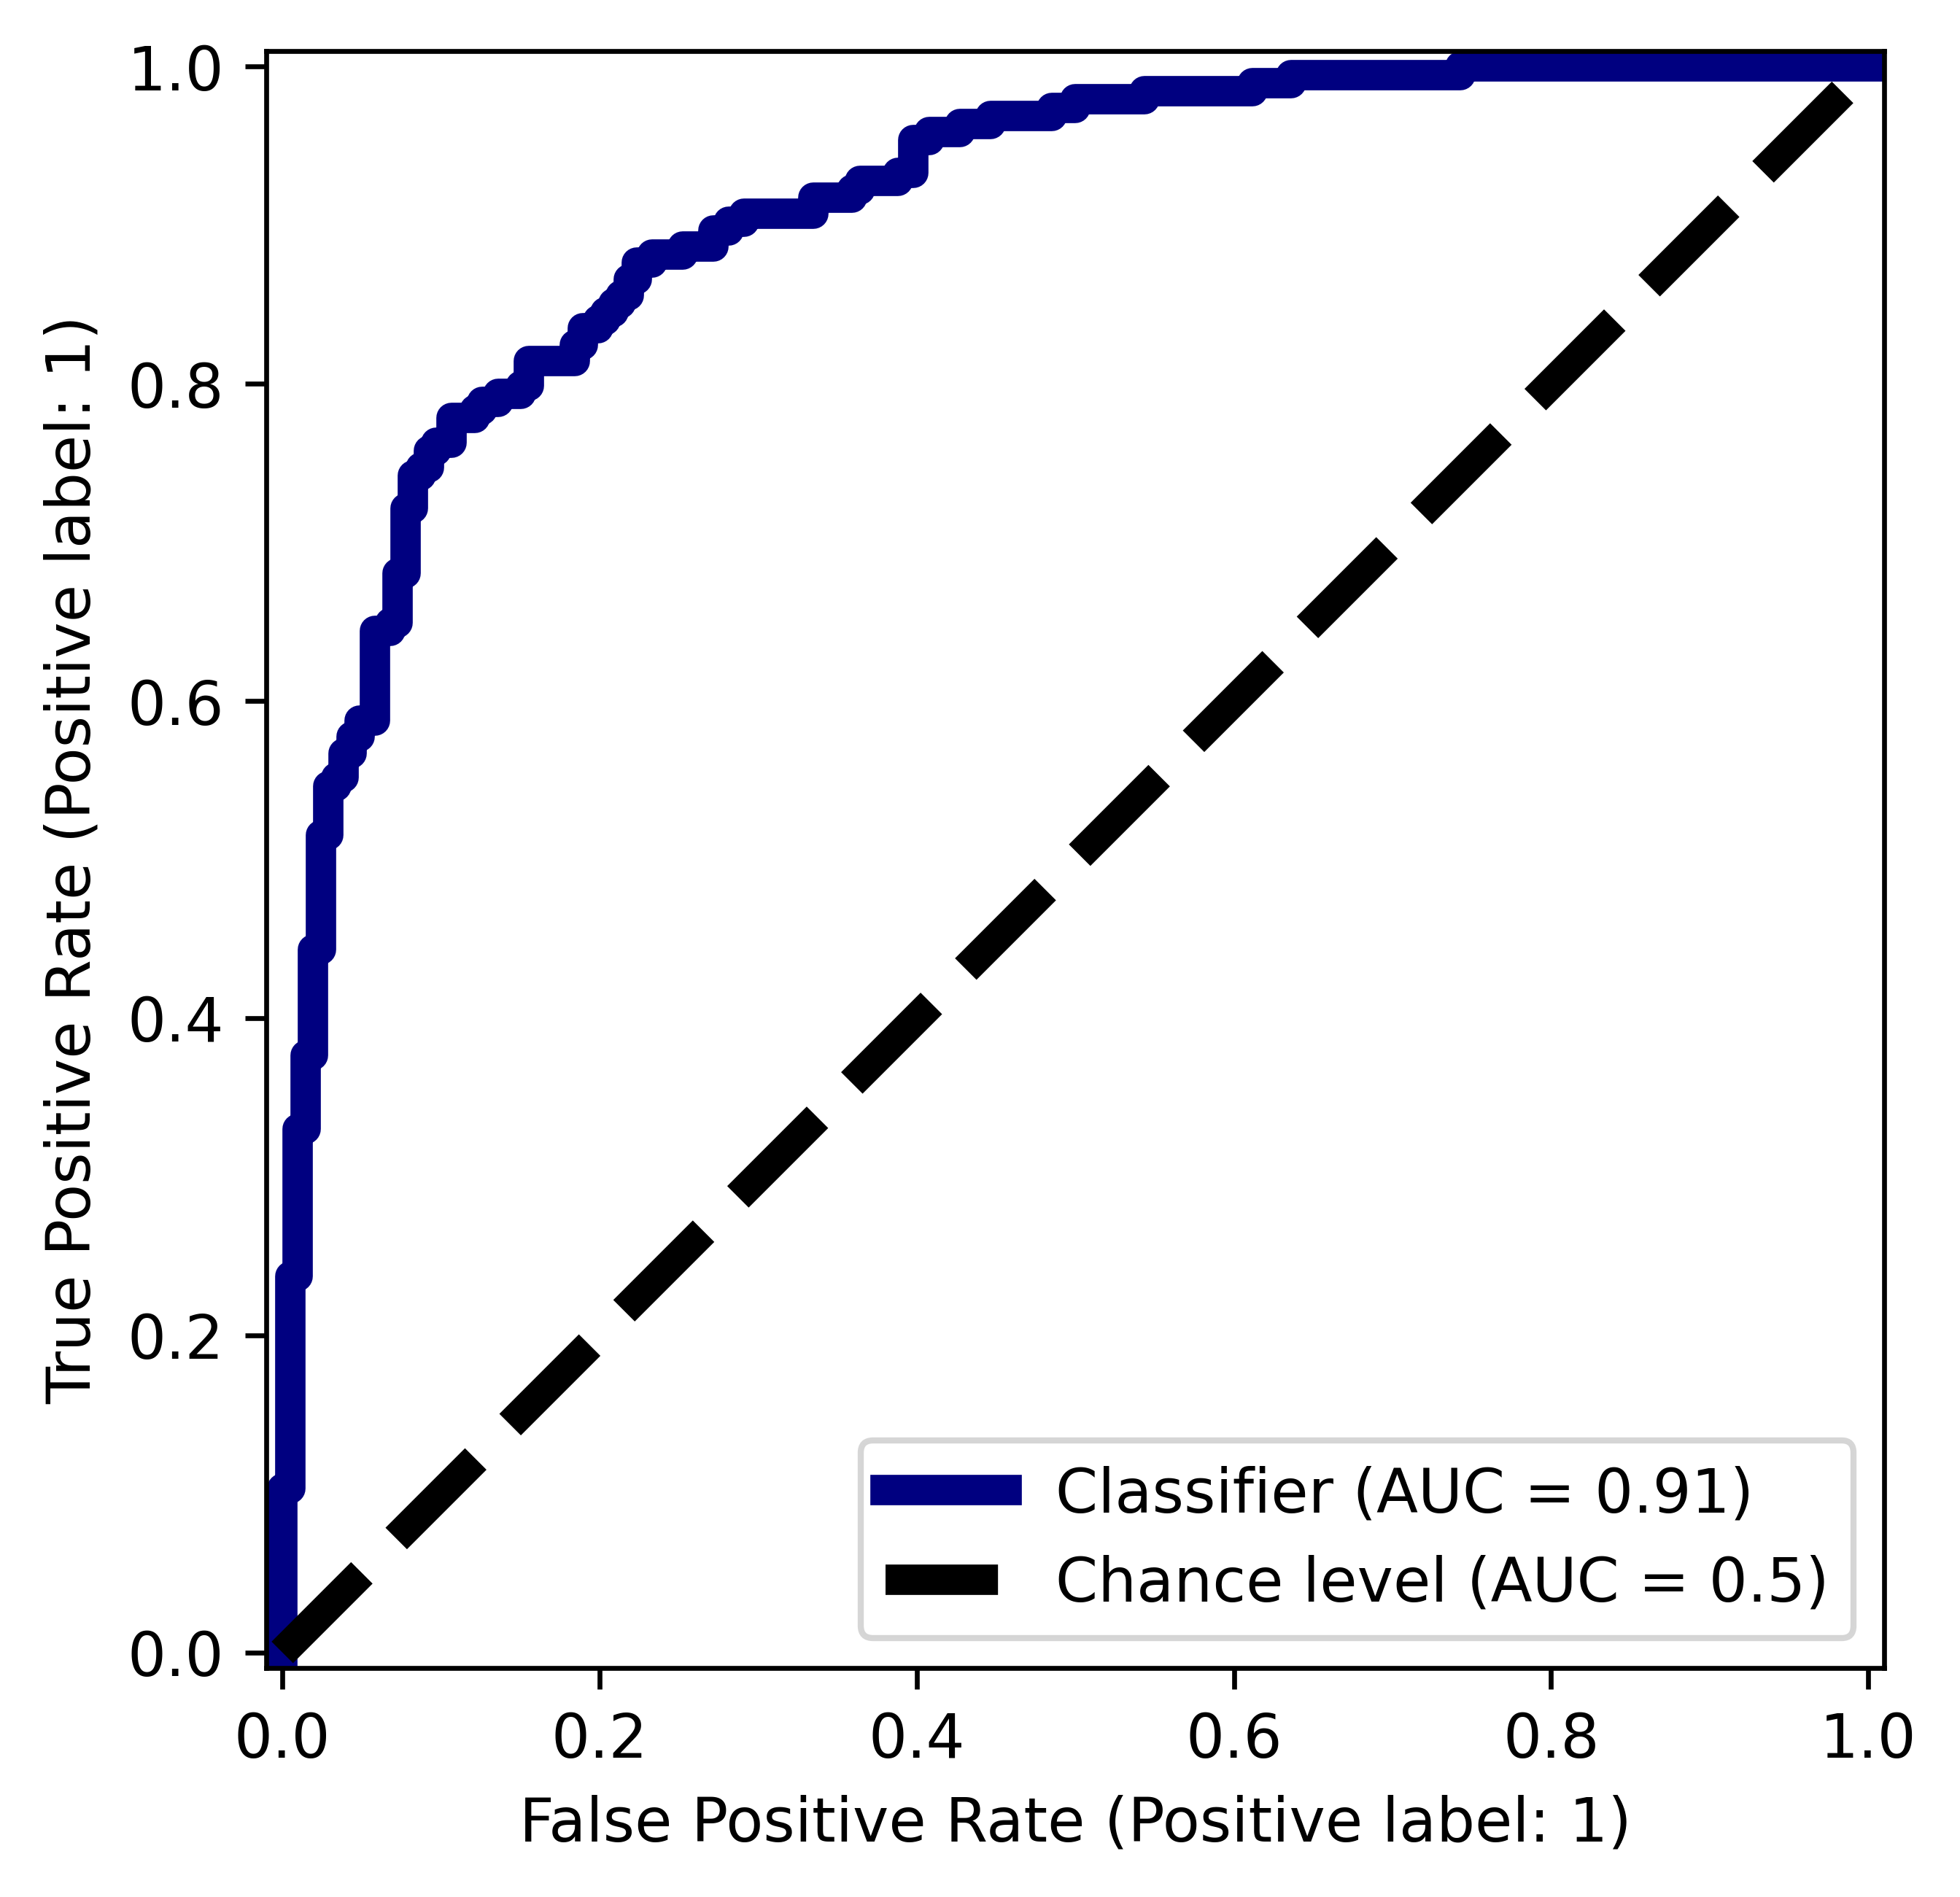 1.0
0.8
0.6
0.4
0.2
0.0
True Positive Rate (Positive label: 1)
Classifier (AUC = 0.91)
Chance level (AUC = 0.5)
0.0 0.2 0.4 0.6 0.8 1.0
False Positive Rate (Positive label: 1)